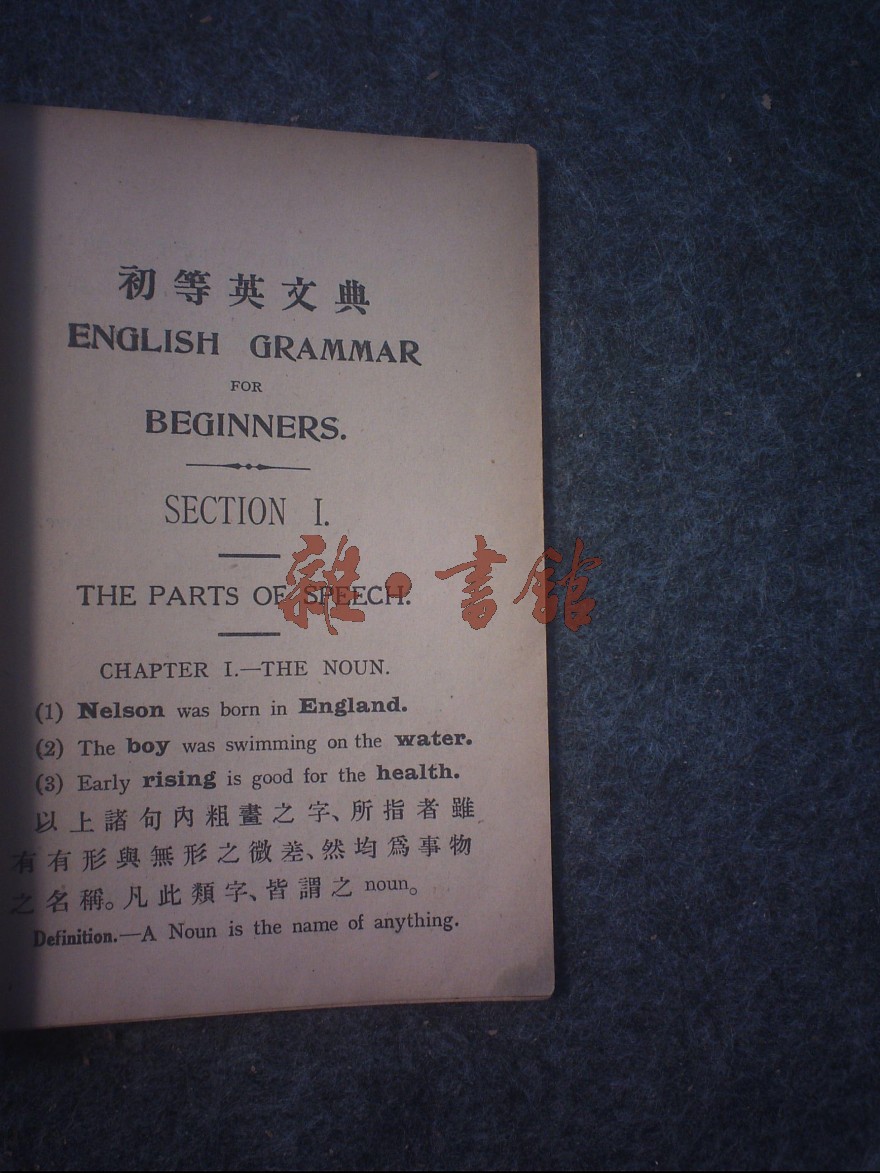 初等英文典
ENGLISH GRAMMAR
FOR
BEGINNERS.
SECTION I.
THE PARTS OF SPEECH.
雜·書館
CHAPTER I.—THE NOUN.
(1) Nelson was born in England.
(2) The boy was swimming on the water.
(3) Early rising is good for the health.
以上諸句內粗畫之字、所指者雖
有有形與無形之微差、然均爲事物
之名稱。凡此類字、皆謂之 noun。
Definition.—A Noun is the name of anything.